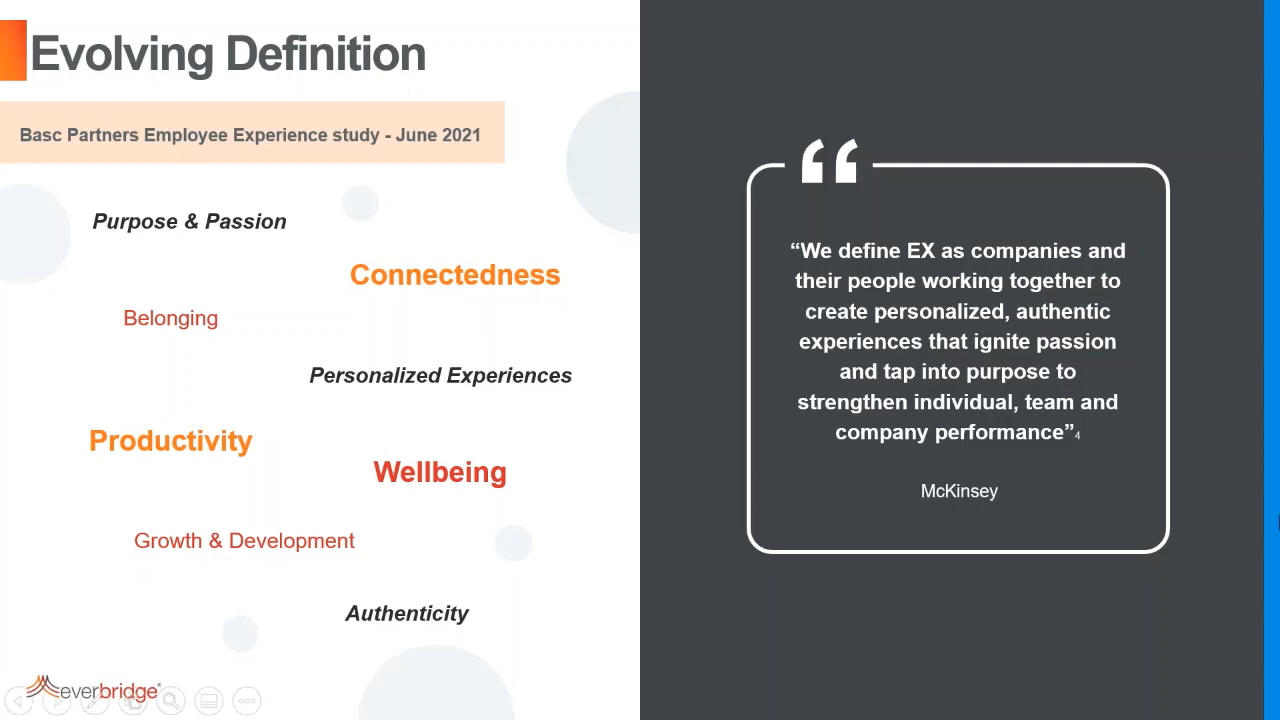 Evolving Definition
Basc Partners Employee Experience study - June 2021
Purpose & Passion
Connectedness
Belonging
Personalized Experiences
Productivity
Wellbeing
Growth & Development
Authenticity
everbridge®
“We define EX as companies and
their people working together to
create personalized, authentic
experiences that ignite passion
and tap into purpose to
strengthen individual, team and
company performance”4
McKinsey